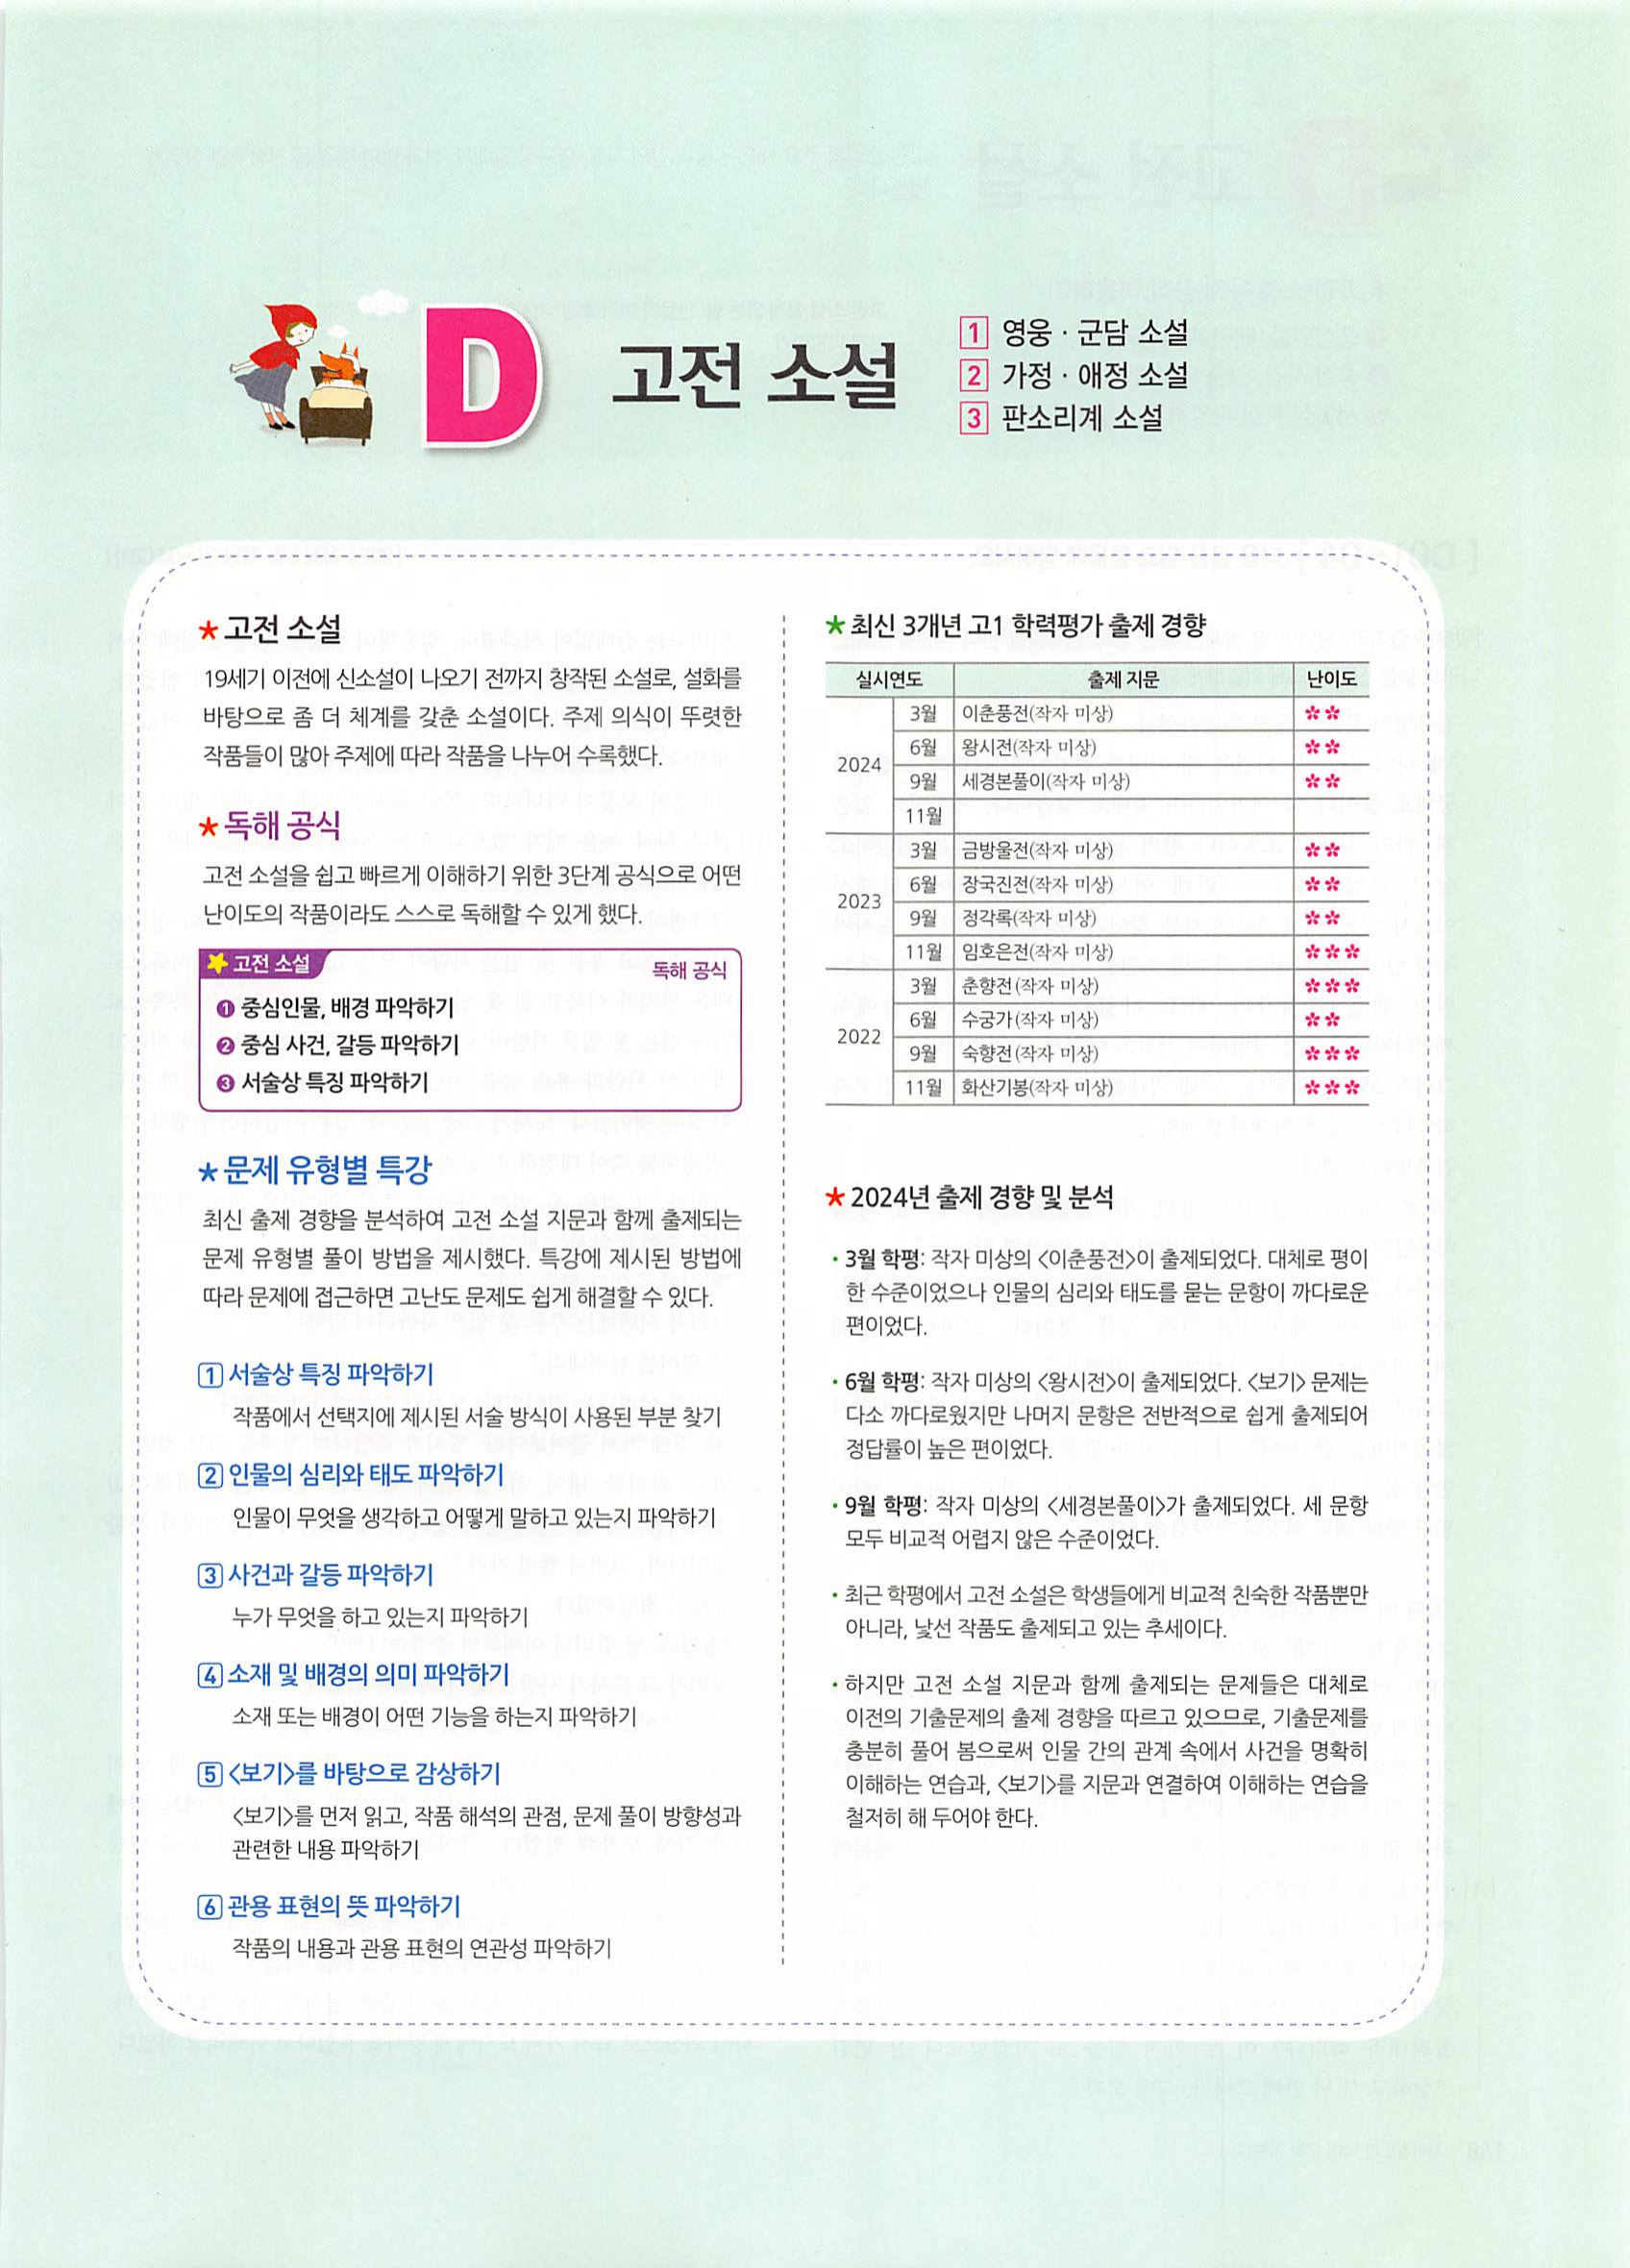 D 고전 소설
1 영웅·군담 소설
2 가정·애정 소설
3 판소리계 소설
★ 고전 소설
19세기 이전에 신소설이 나오기 전까지 창작된 소설로, 설화를
바탕으로 좀 더 체계를 갖춘 소설이다. 주제 의식이 뚜렷한
작품들이 많아 주제에 따라 작품을 나누어 수록했다.
★ 독해 공식
고전 소설을 쉽고 빠르게 이해하기 위한 3단계 공식으로 어떤
난이도의 작품이라도 스스로 독해할 수 있게 했다.
★ 고전 소설 독해 공식
❶ 중심인물, 배경 파악하기
❷ 중심 사건, 갈등 파악하기
❸ 서술상 특징 파악하기
★ 문제 유형별 특강
최신 출제 경향을 분석하여 고전 소설 지문과 함께 출제되는
문제 유형별 풀이 방법을 제시했다. 특강에 제시된 방법에
따라 문제에 접근하면 고난도 문제도 쉽게 해결할 수 있다.
1 서술상 특징 파악하기
작품에서 선택지에 제시된 서술 방식이 사용된 부분 찾기
2 인물의 심리와 태도 파악하기
인물이 무엇을 생각하고 어떻게 말하고 있는지 파악하기
3 사건과 갈등 파악하기
누가 무엇을 하고 있는지 파악하기
4 소재 및 배경의 의미 파악하기
소재 또는 배경이 어떤 기능을 하는지 파악하기
5 <보기>를 바탕으로 감상하기
<보기>를 먼저 읽고, 작품 해석의 관점, 문제 풀이 방향성과
관련한 내용 파악하기
6 관용 표현의 뜻 파악하기
작품의 내용과 관용 표현의 연관성 파악하기
★ 최신 3개년 고1 학력평가 출제 경향
실시연도 출제 지문 난이도
2024 3월 이춘풍전(작자 미상) ✽✽
6월 왕시전(작자 미상) ✽✽
9월 세경본풀이(작자 미상) ✽✽
11월
2023 3월 금방울전(작자 미상) ✽✽
6월 장국진전(작자 미상) ✽✽
9월 정각록(작자 미상) ✽✽
11월 임호은전(작자 미상) ✽✽✽
2022 3월 춘향전(작자 미상) ✽✽✽
6월 수궁가(작자 미상) ✽✽
9월 숙향전(작자 미상) ✽✽✽
11월 화산기봉(작자 미상) ✽✽✽
★ 2024년 출제 경향 및 분석
• 3월 학평: 작자 미상의 <이춘풍전>이 출제되었다. 대체로 평이
한 수준이었으나 인물의 심리와 태도를 묻는 문항이 까다로운
편이었다.
• 6월 학평: 작자 미상의 <왕시전>이 출제되었다. <보기> 문제는
다소 까다로웠지만 나머지 문항은 전반적으로 쉽게 출제되어
정답률이 높은 편이었다.
• 9월 학평: 작자 미상의 <세경본풀이>가 출제되었다. 세 문항
모두 비교적 어렵지 않은 수준이었다.
• 최근 학평에서 고전 소설은 학생들에게 비교적 친숙한 작품뿐만
아니라, 낯선 작품도 출제되고 있는 추세이다.
• 하지만 고전 소설 지문과 함께 출제되는 문제들은 대체로
이전의 기출문제의 출제 경향을 따르고 있으므로, 기출문제를
충분히 풀어 봄으로써 인물 간의 관계 속에서 사건을 명확히
이해하는 연습과, <보기>를 지문과 연결하여 이해하는 연습을
철저히 해 두어야 한다.